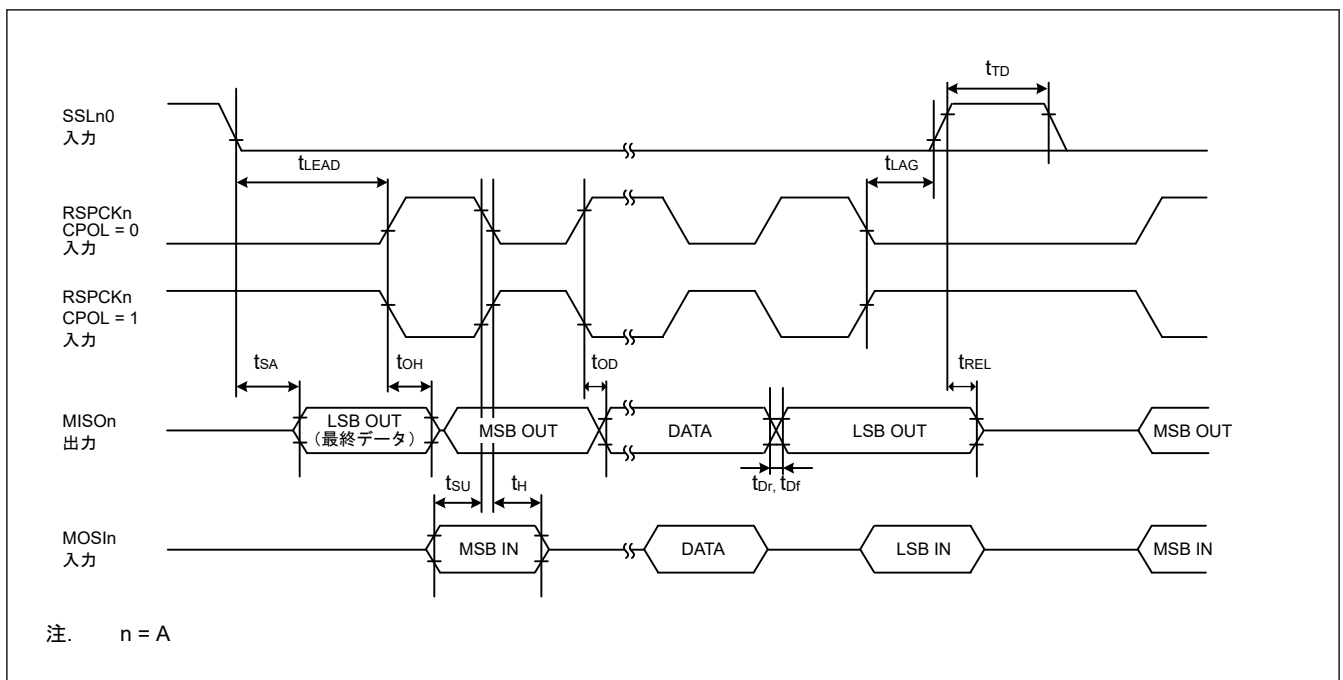 tTD
SSLn0
入力
tLEAD
tLAG
RSPCKn
CPOL = 0
入力
RSPCKn
CPOL = 1
入力
tSA
tOH
tOD
tREL
MISOn
出力
LSB OUT
(最終データ)
MSB OUT
DATA
LSB OUT
MSB OUT
tSU
tH
tDr, tDf
MOSIn
入力
MSB IN
DATA
LSB IN
MSB IN
注. n = A